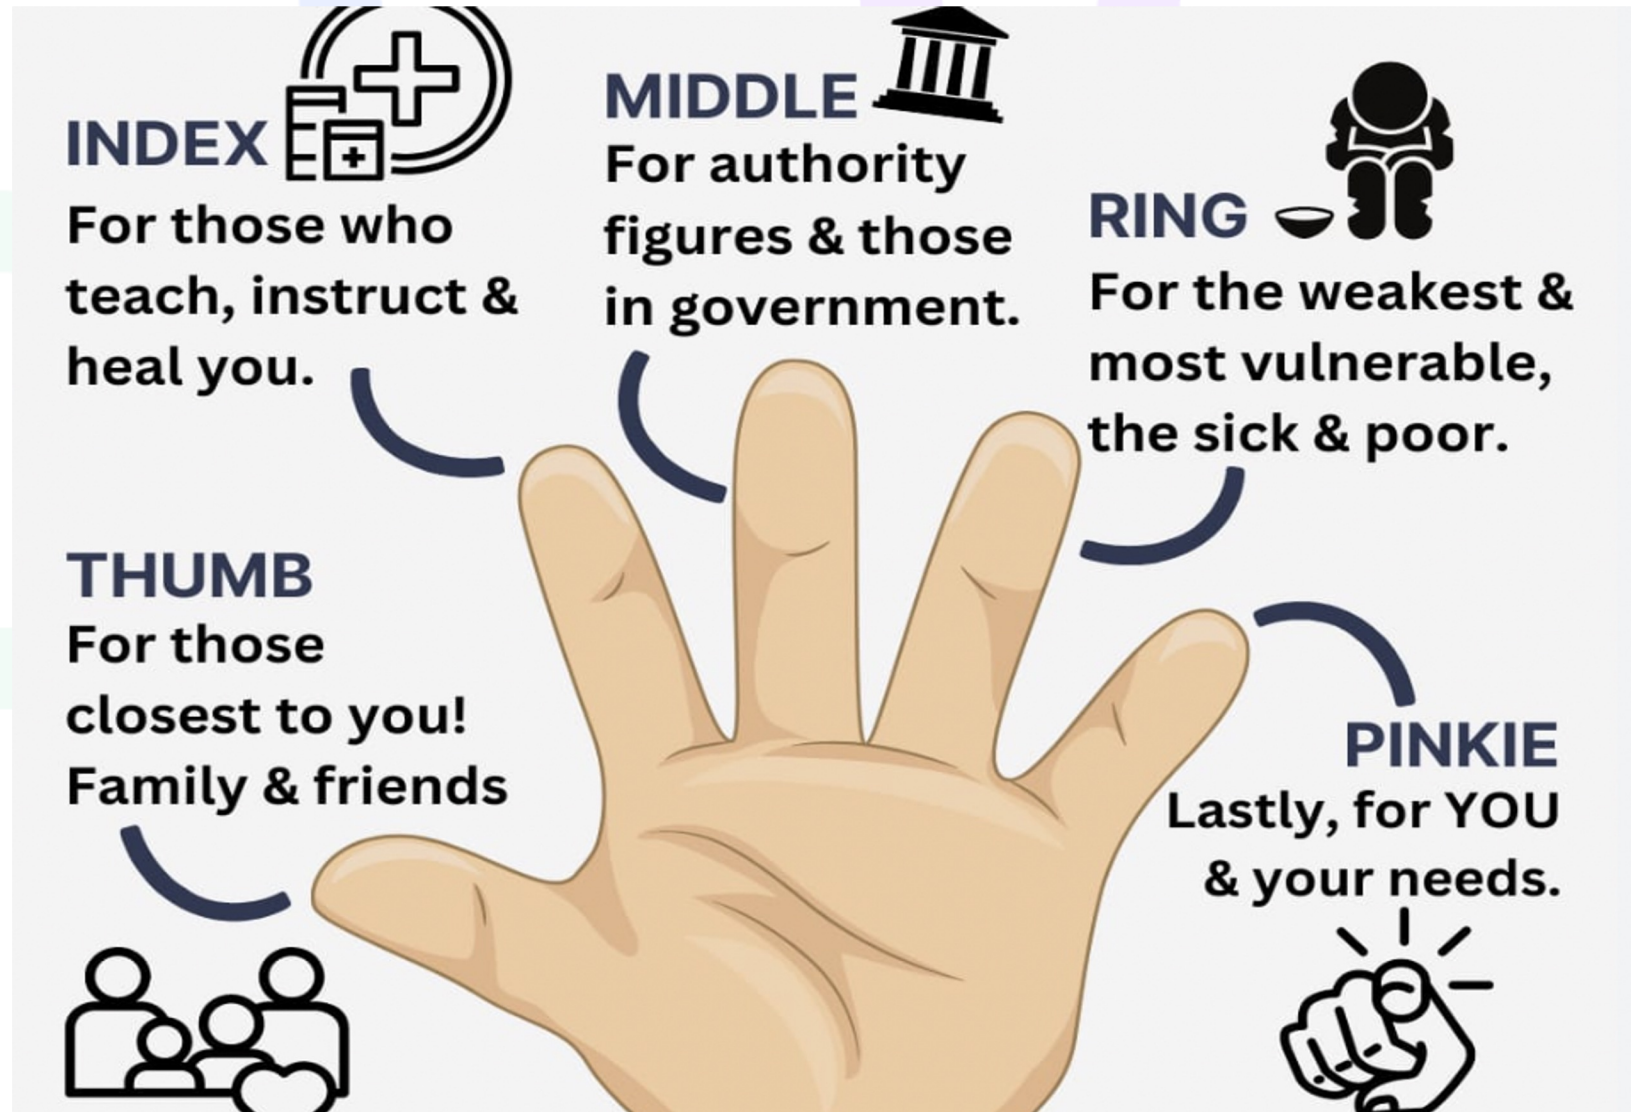 INDEX
For those who
teach, instruct &
heal you.
MIDDLE
For authority
figures & those
in government.
RING
For the weakest &
most vulnerable,
the sick & poor.
THUMB
For those
closest to you!
Family & friends
PINKIE
Lastly, for YOU
& your needs.